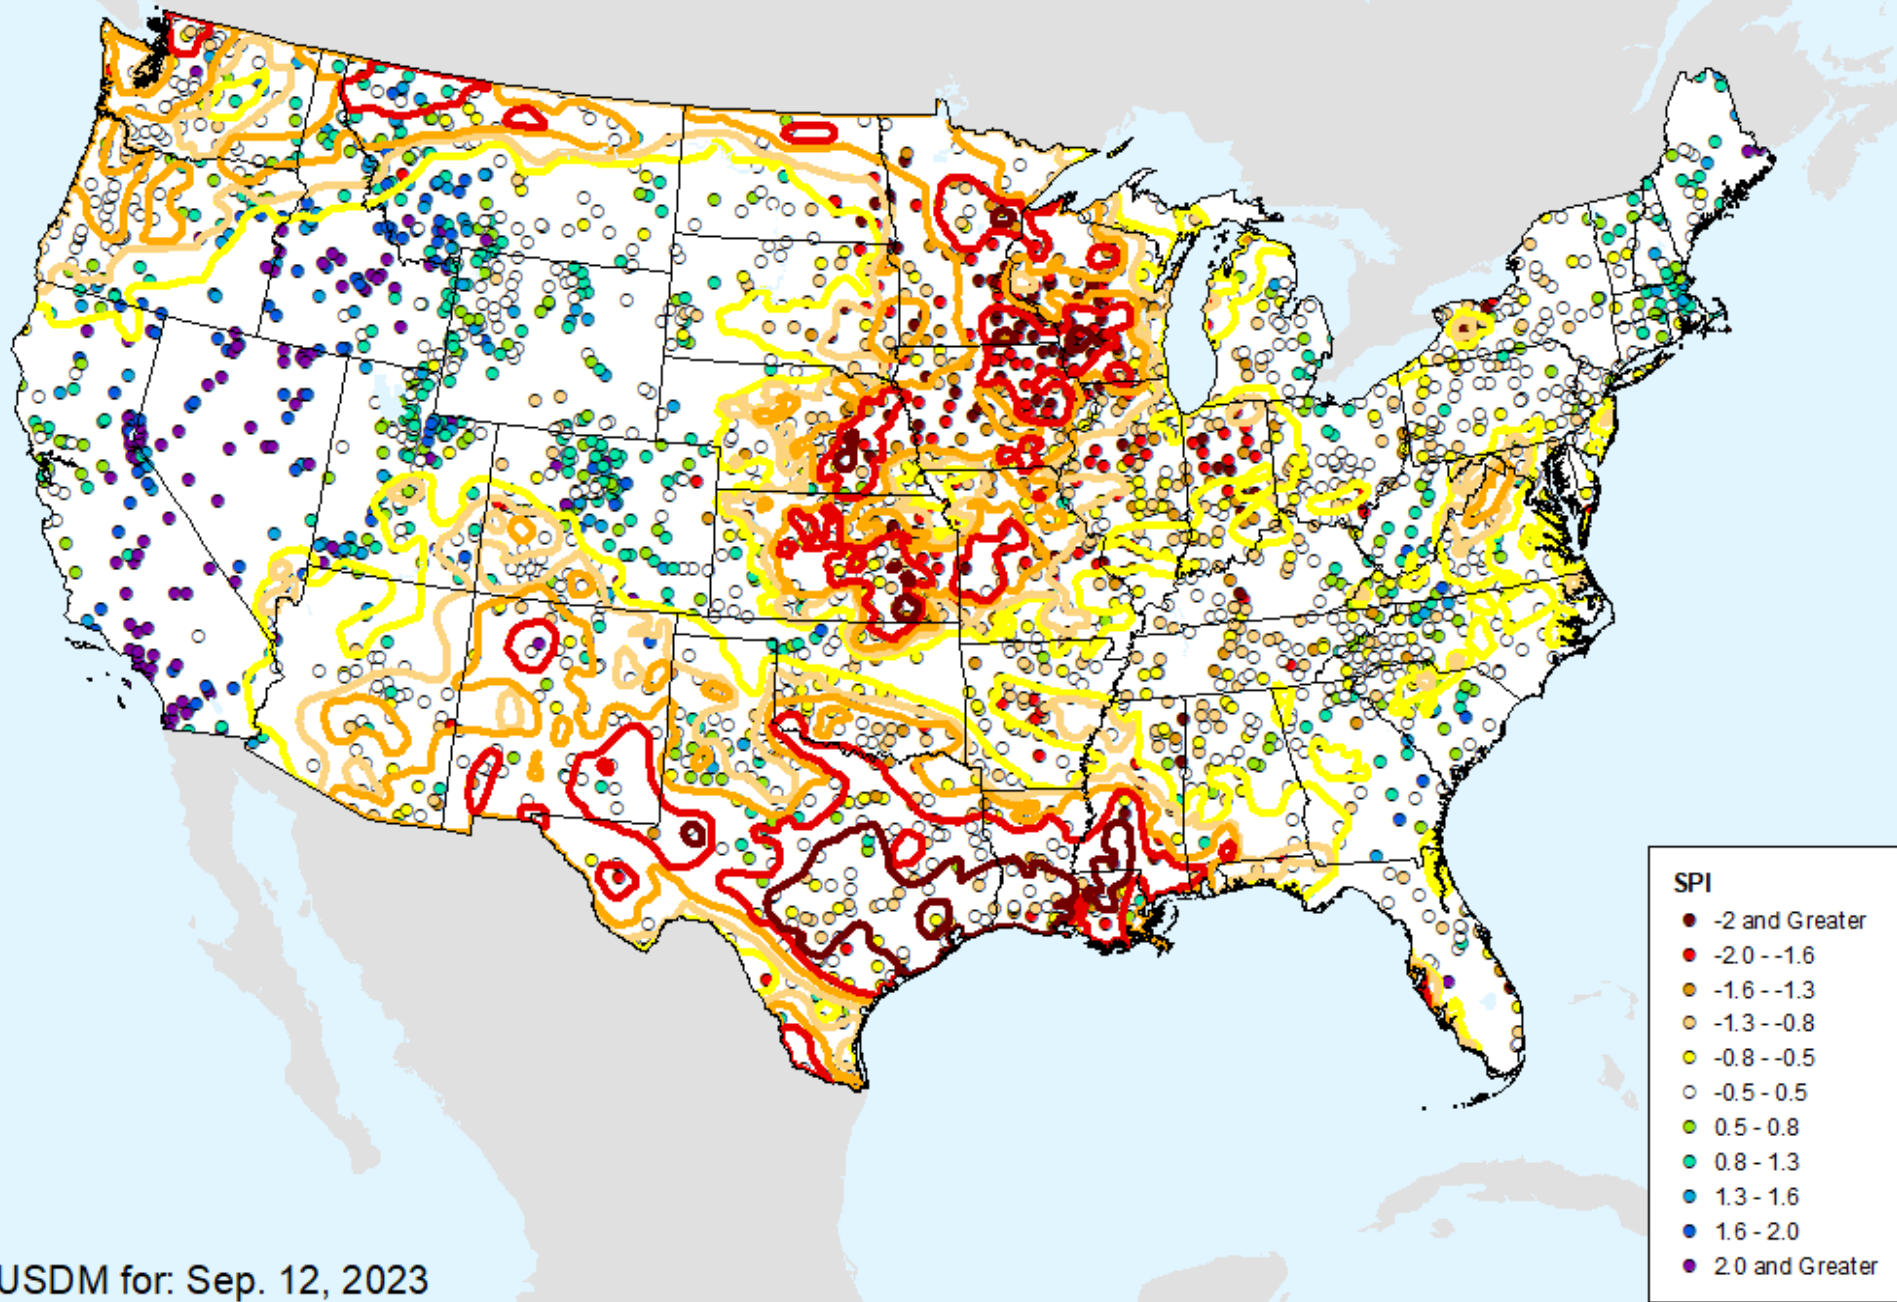 SPI
-2 and Greater
-2.0 - -1.6
-1.6 - -1.3
-1.3 - -0.8
-0.8 - -0.5
-0.5 - 0.5
0.5 - 0.8
0.8 - 1.3
1.3 - 1.6
1.6 - 2.0
2.0 and Greater
USDM for: Sep. 12, 2023